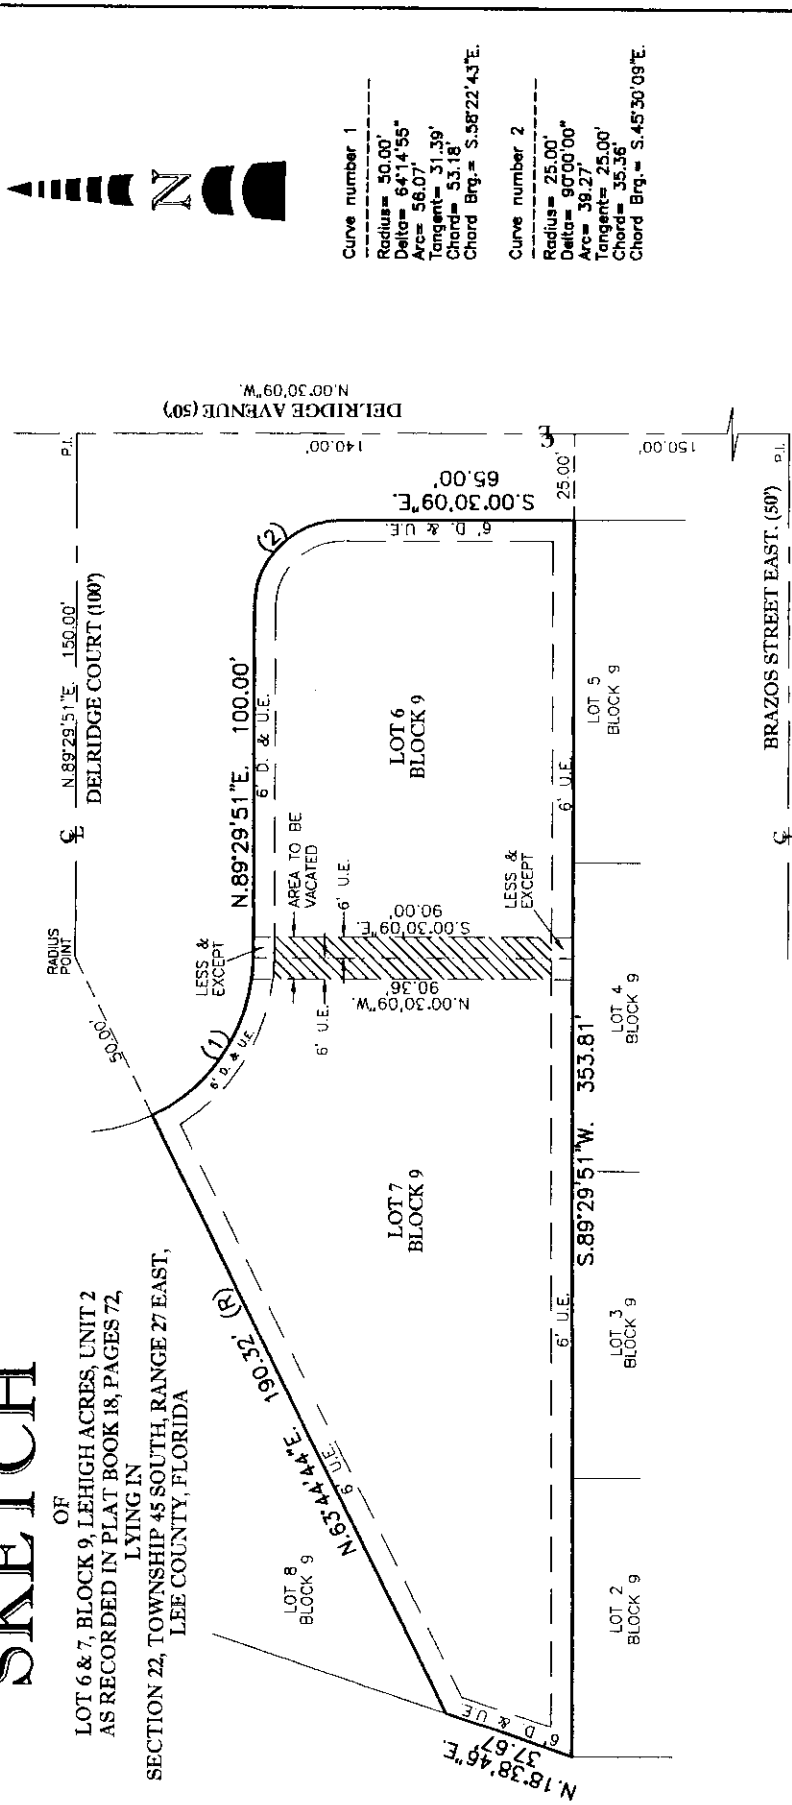 SKETCH
OF
LOT 6 & 7, BLOCK 9, LEHIGH ACRES, UNIT 2
AS RECORDED IN PLAT BOOK 18, PAGES 72,
LYING IN
SECTION 22, TOWNSHIP 45 SOUTH, RANGE 27 EAST,
LEE COUNTY, FLORIDA
N
Curve number 1
Radius= 50.00'
Delta= 64°14'55"
Arc= 56.07'
Tangent= 31.39'
Chord= 53.18'
Chord Brg.= S.58°22'43"E.
Curve number 2
Radius= 25.00'
Delta= 90°00'00"
Arc= 39.27'
Tangent= 25.00'
Chord= 35.36'
Chord Brg.= S.45°30'09"E.
RADIUS
POINT
℄ N.89°29'51"E. 150.00'
P.I.
DELRIDGE COURT (100')
DELRIDGE AVENUE (50')
N.00°30'09"W.
50.00'
(1)
6' D. & U.E.
LESS &
EXCEPT
N.89°29'51"E. 100.00'
6' D. & U.E.
(2)
AREA TO BE
VACATED
6' U.E.
6' U.E.
S.00°30'09"E.
90.00'
N.00°30'09"W.
90.36'
LESS &
EXCEPT
LOT 6
BLOCK 9
6' D. & U.E.
S.00°30'09"E.
65.00'
140.00'
℄
25.00'
150.00'
P.I.
LOT 8
BLOCK 9
N.63°44'44"E. 190.32' (R)
6' U.E.
LOT 7
BLOCK 9
N.18°38'46"E.
37.67'
6' D. & U.E.
6' U.E.
S.89°29'51"W. 353.81'
6' U.E.
LOT 2
BLOCK 9
LOT 3
BLOCK 9
LOT 4
BLOCK 9
LOT 5
BLOCK 9
℄
BRAZOS STREET EAST. (50')